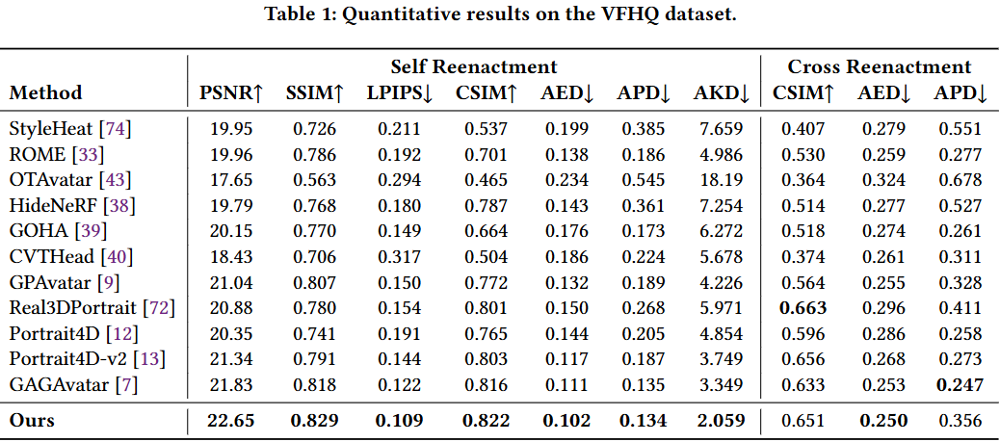 Table 1: Quantitative results on the VFHQ dataset.
Self Reenactment Cross Reenactment
Method PSNR↑ SSIM↑ LPIPS↓ CSIM↑ AED↓ APD↓ AKD↓ CSIM↑ AED↓ APD↓
StyleHeat [74] 19.95 0.726 0.211 0.537 0.199 0.385 7.659 0.407 0.279 0.551
ROME [33] 19.96 0.786 0.192 0.701 0.138 0.186 4.986 0.530 0.259 0.277
OTAvatar [43] 17.65 0.563 0.294 0.465 0.234 0.545 18.19 0.364 0.324 0.678
HideNeRF [38] 19.79 0.768 0.180 0.787 0.143 0.361 7.254 0.514 0.277 0.527
GOHA [39] 20.15 0.770 0.149 0.664 0.176 0.173 6.272 0.518 0.274 0.261
CVTHead [40] 18.43 0.706 0.317 0.504 0.186 0.224 5.678 0.374 0.261 0.311
GPAvatar [9] 21.04 0.807 0.150 0.772 0.132 0.189 4.226 0.564 0.255 0.328
Real3DPortrait [72] 20.88 0.780 0.154 0.801 0.150 0.268 5.971 0.663 0.296 0.411
Portrait4D [12] 20.35 0.741 0.191 0.765 0.144 0.205 4.854 0.596 0.286 0.258
Portrait4D-v2 [13] 21.34 0.791 0.144 0.803 0.117 0.187 3.749 0.656 0.268 0.273
GAGAvatar [7] 21.83 0.818 0.122 0.816 0.111 0.135 3.349 0.633 0.253 0.247
Ours 22.65 0.829 0.109 0.822 0.102 0.134 2.059 0.651 0.250 0.356